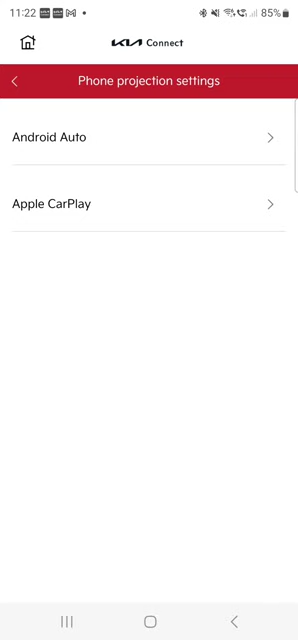 11:22 85%
KIA Connect
Phone projection settings
Android Auto
Apple CarPlay